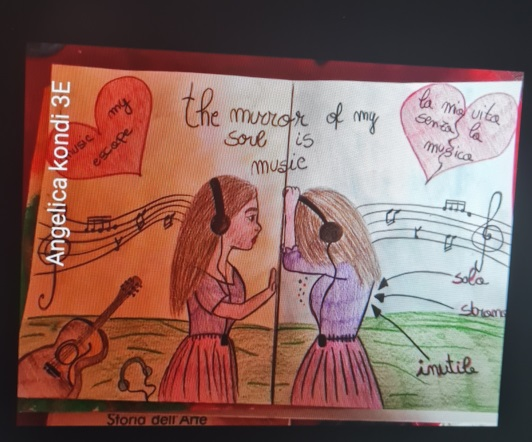 Angelica Kondi 3E
music my
escape
the mirror of my
soul is
music
la mia vita
senza la
musica
sola
inutile
Storia dell'Arte